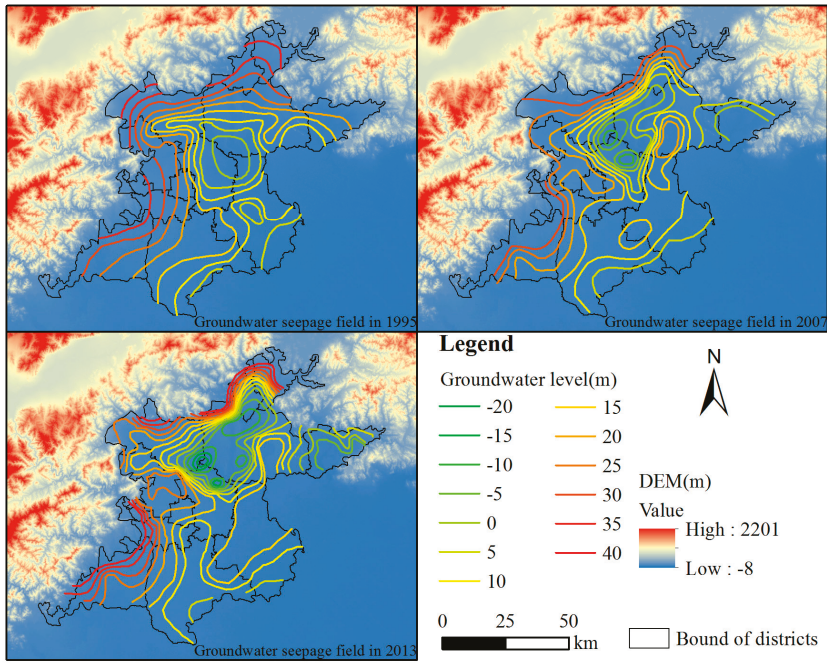 Groundwater seepage field in 1995
Groundwater seepage field in 2007
Groundwater seepage field in 2013
Legend
Groundwater level(m)
-20
-15
-10
-5
0
5
10
15
20
25
30
35
40
N
DEM(m)
Value
High : 2201
Low : -8
0 25 50
km
Bound of districts